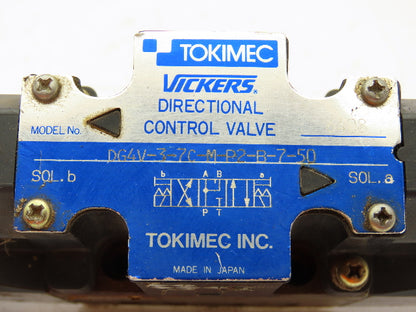 TOKIMEC
VICKERS®
DIRECTIONAL
CONTROL VALVE
MODEL No.
DG4V-3-7C-M-P2-B-7-50
SOL.b
SOL.a
b A B a
P T
TOKIMEC INC.
MADE IN JAPAN